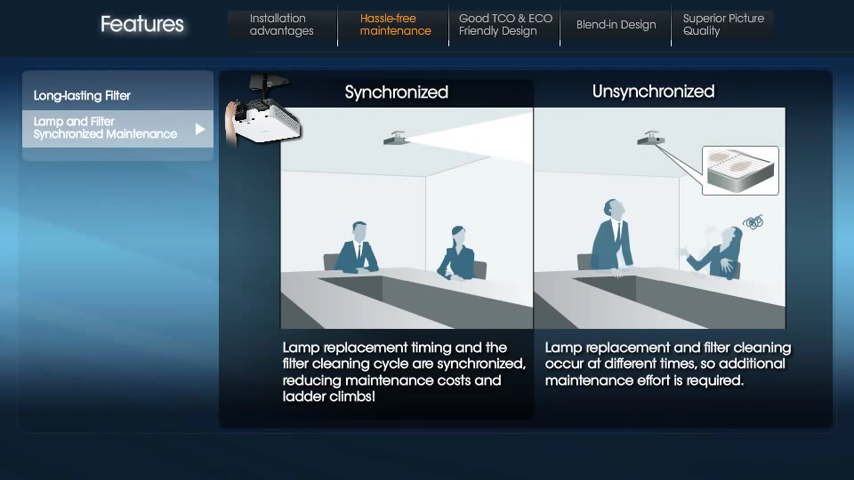 Features
Installation
advantages
Hassle-free
maintenance
Good TCO & ECO
Friendly Design
Blend-in Design
Superior Picture
Quality
Long-lasting Filter
Lamp and Filter
Synchronized Maintenance
Synchronized
Unsynchronized
Lamp replacement timing and the
filter cleaning cycle are synchronized,
reducing maintenance costs and
ladder climbs!
Lamp replacement and filter cleaning
occur at different times, so additional
maintenance effort is required.